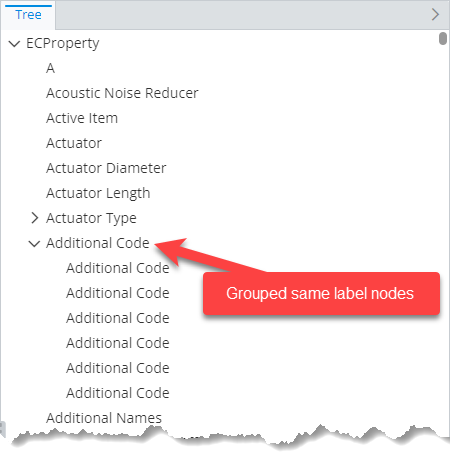 Tree
ECProperty
A
Acoustic Noise Reducer
Active Item
Actuator
Actuator Diameter
Actuator Length
Actuator Type
Additional Code
Additional Code
Grouped same label nodes
Additional Code
Additional Code
Additional Code
Additional Code
Additional Code
Additional Names